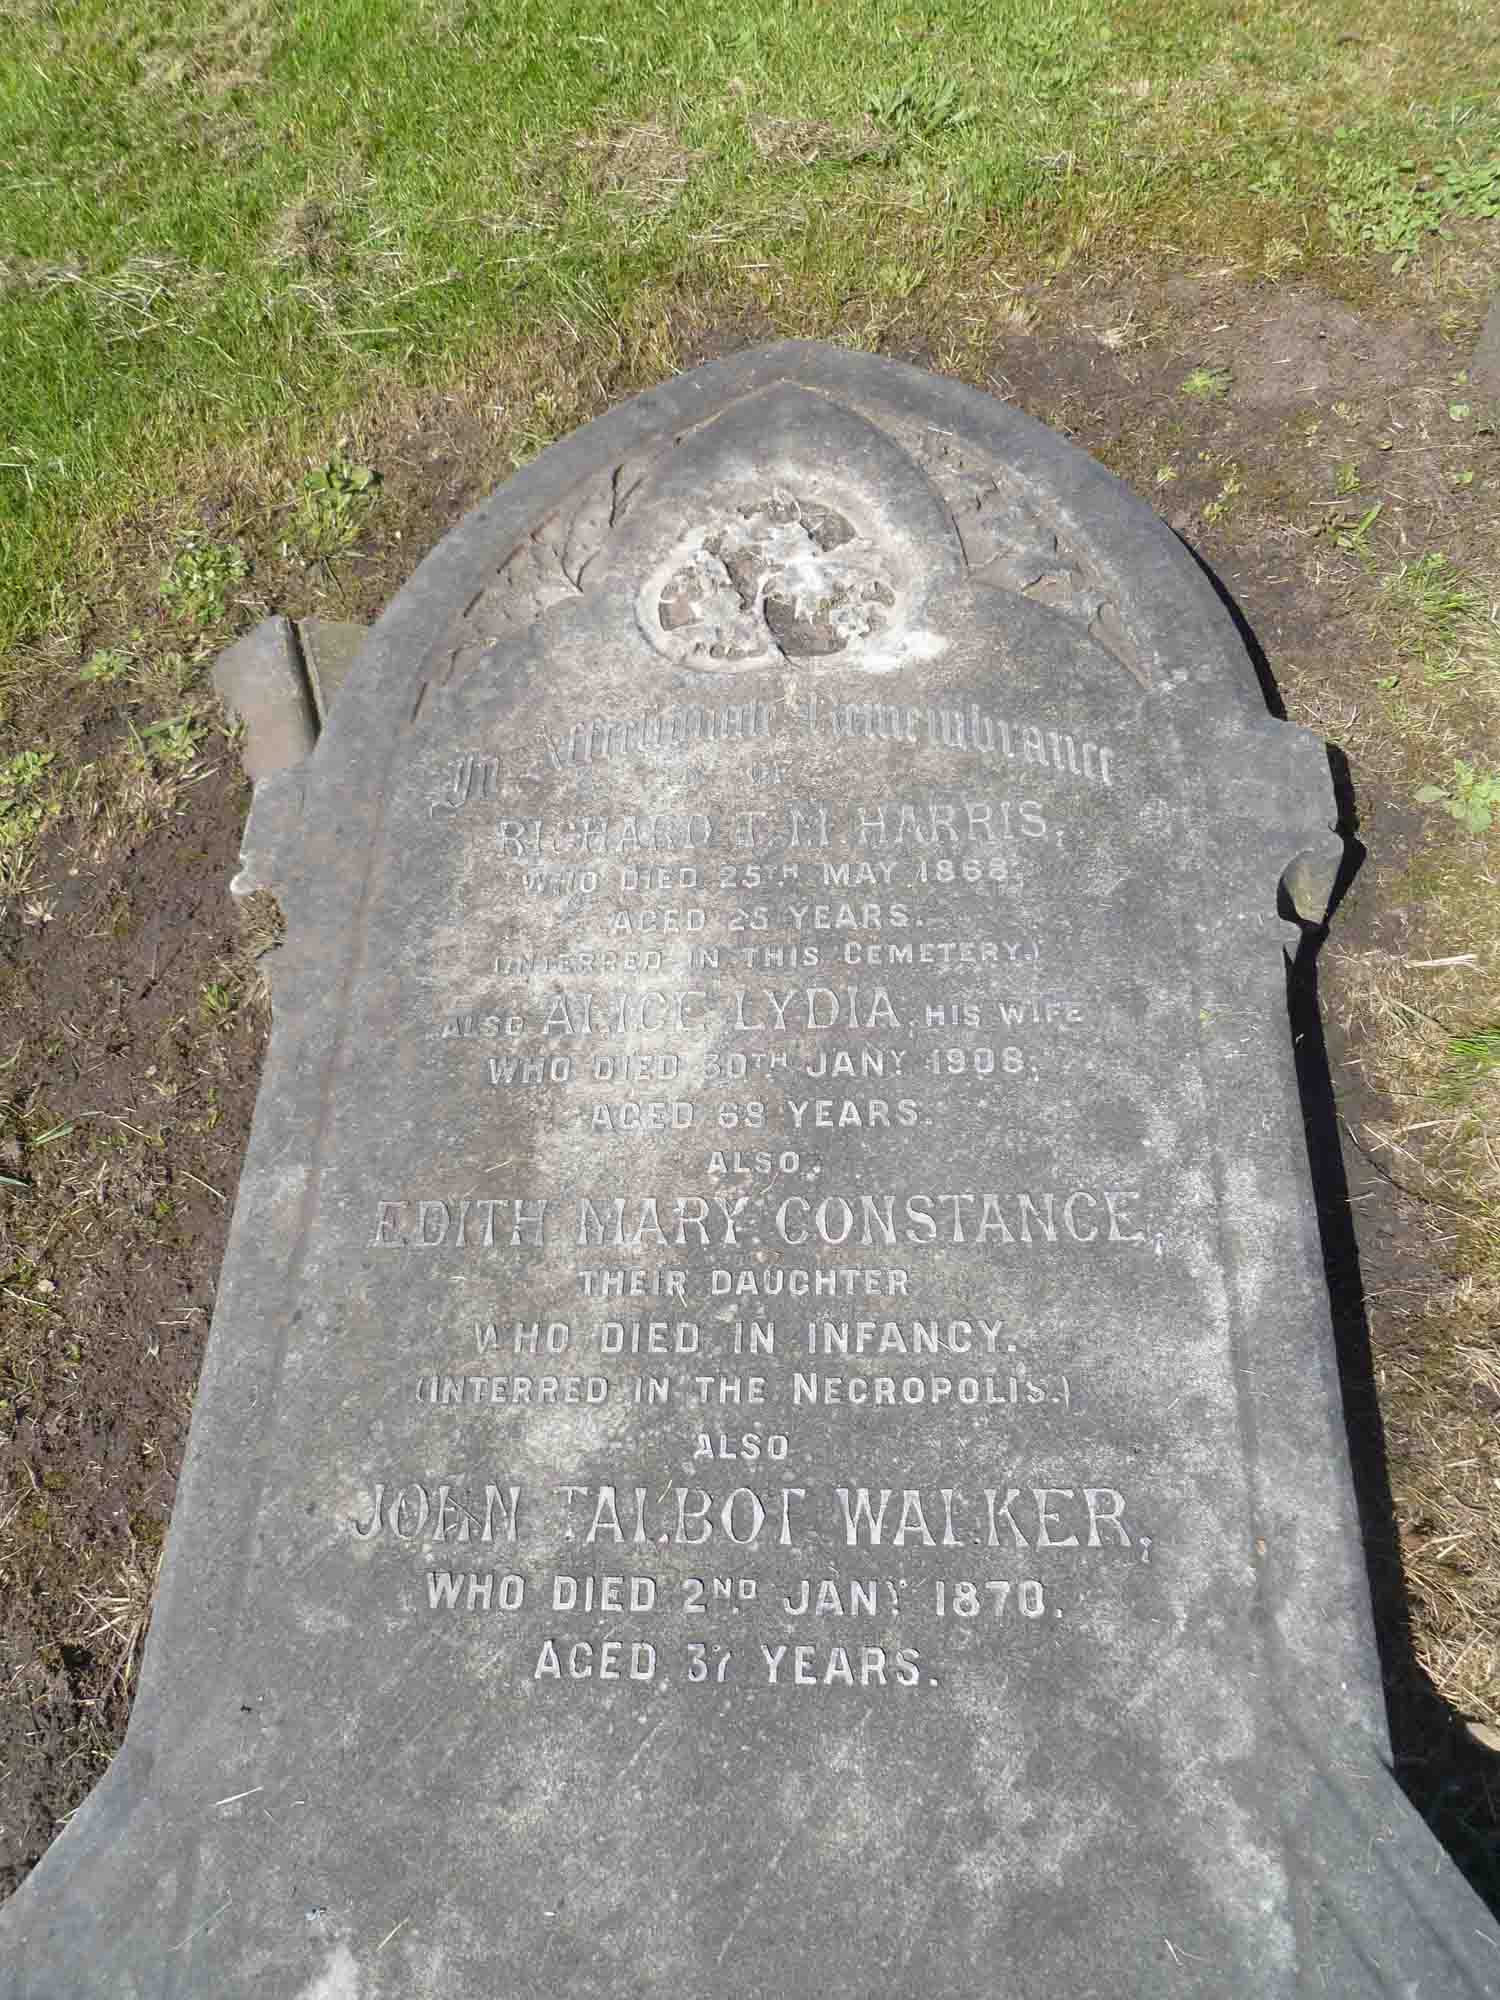 In Affectionate Remembrance
OF
RICHARD T. M. HARRIS,
WHO DIED 25TH MAY 1868,
AGED 25 YEARS.
(INTERRED IN THIS CEMETERY.)
ALSO ALICE LYDIA, HIS WIFE
WHO DIED 30TH JANY 1908,
AGED 68 YEARS.
ALSO
EDITH MARY CONSTANCE,
THEIR DAUGHTER
WHO DIED IN INFANCY.
(INTERRED IN THE NECROPOLIS.)
ALSO
JOHN TALBOT WALKER,
WHO DIED 2ND JANY 1870.
AGED 37 YEARS.